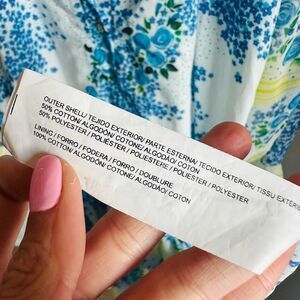 OUTER SHELL/ TEJIDO EXTERIOR/ PARTE ESTERNA/ TECIDO EXTERIOR/ TISSU EXTÉRIE
50% COTTON/ ALGODÓN/ COTONE/ ALGODÃO/ COTON
50% POLYESTER/ POLIÉSTER/ POLIESTERE/ POLIÉSTER/ POLYESTER
LINING/ FORRO/ FODERA/ FORRO/ DOUBLURE
100% COTTON/ ALGODÓN/ COTONE/ ALGODÃO/ COTON